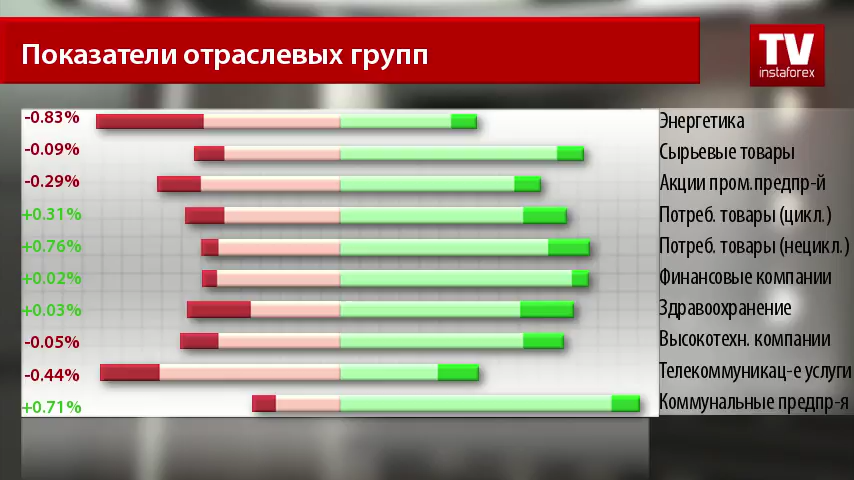 Показатели отраслевых групп
TV
instaforex
-0.83% Энергетика
-0.09% Сырьевые товары
-0.29% Акции пром.предпр-й
+0.31% Потреб. товары (цикл.)
+0.76% Потреб. товары (нецикл.)
+0.02% Финансовые компании
+0.03% Здравоохранение
-0.05% Высокотехн. компании
-0.44% Телекоммуникац-е услуги
+0.71% Коммунальные предпр-я